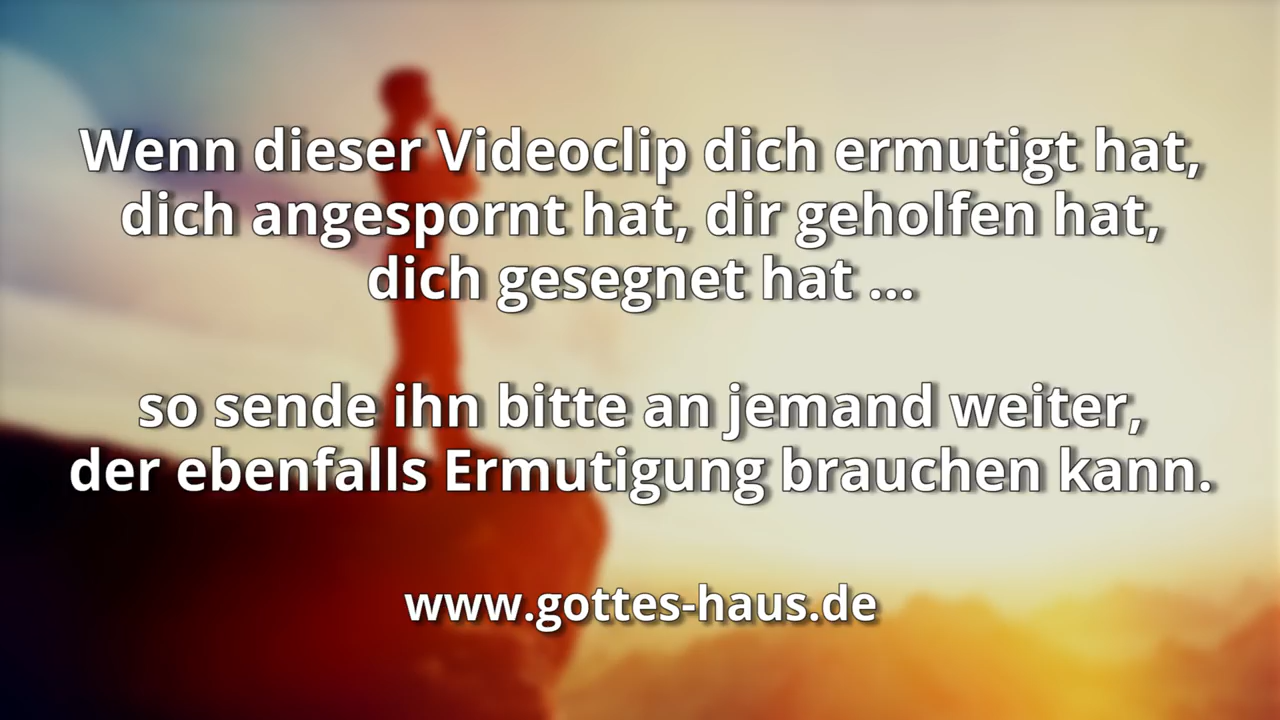 Wenn dieser Videoclip dich ermutigt hat,
dich angespornt hat, dir geholfen hat,
dich gesegnet hat ...
so sende ihn bitte an jemand weiter,
der ebenfalls Ermutigung brauchen kann.
www.gottes-haus.de